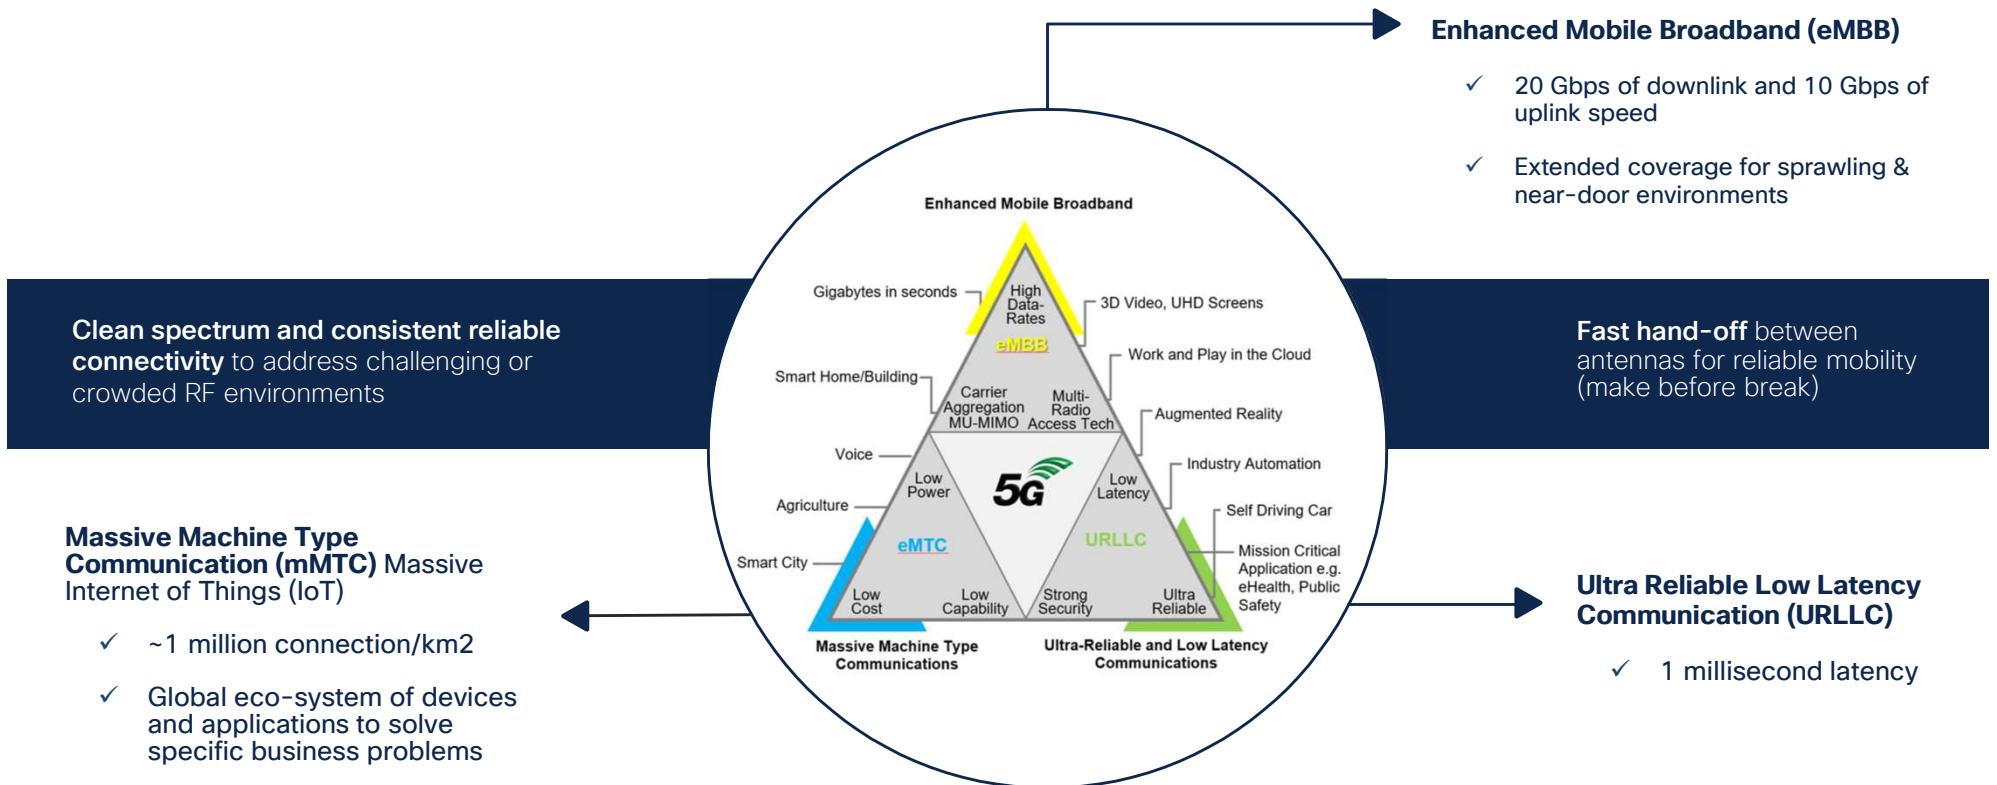 Enhanced Mobile Broadband (eMBB)
✓ 20 Gbps of downlink and 10 Gbps of
uplink speed
✓ Extended coverage for sprawling &
near-door environments
Clean spectrum and consistent reliable
connectivity to address challenging or
crowded RF environments
Fast hand-off between
antennas for reliable mobility
(make before break)
Massive Machine Type
Communication (mMTC) Massive
Internet of Things (IoT)
✓ ~1 million connection/km2
✓ Global eco-system of devices
and applications to solve
specific business problems
Ultra Reliable Low Latency
Communication (URLLC)
✓ 1 millisecond latency
Enhanced Mobile Broadband
Gigabytes in seconds
High
Data-
Rates
eMBB
3D Video, UHD Screens
Work and Play in the Cloud
Smart Home/Building
Carrier
Aggregation
MU-MIMO
Multi-
Radio
Access Tech
Augmented Reality
Voice
Industry Automation
Low
Power
5G
Low
Latency
Agriculture
Self Driving Car
eMTC
URLLC
Smart City
Mission Critical
Application e.g.
eHealth, Public
Safety
Low
Cost
Low
Capability
Strong
Security
Ultra
Reliable
Massive Machine Type
Communications
Ultra-Reliable and Low Latency
Communications